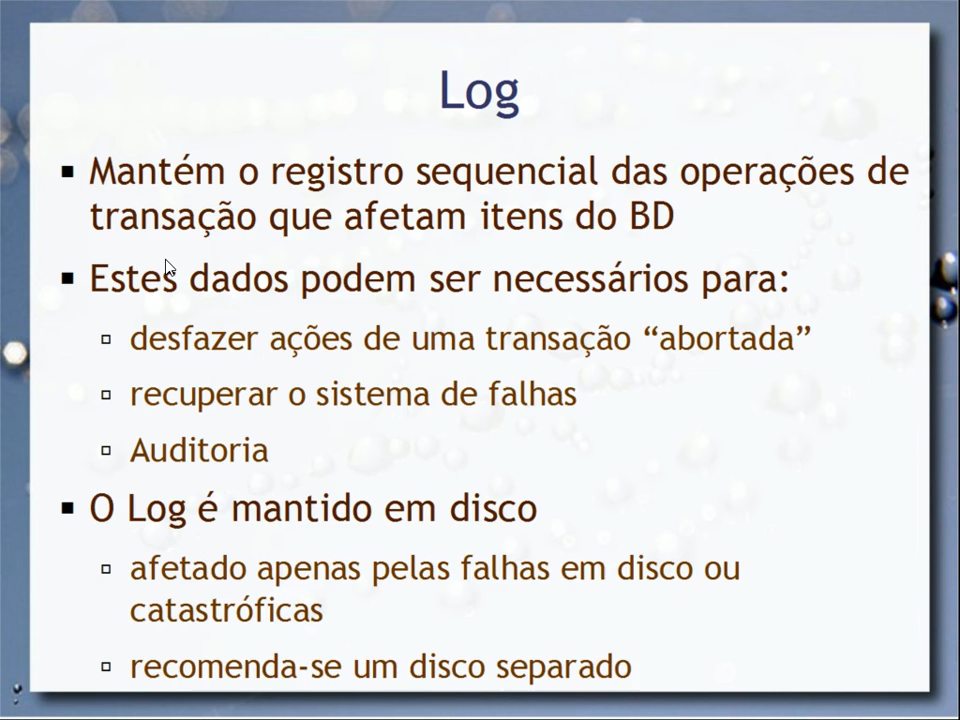 Log
Mantém o registro sequencial das operações de
transação que afetam itens do BD
Estes dados podem ser necessários para:
desfazer ações de uma transação “abortada”
recuperar o sistema de falhas
Auditoria
O Log é mantido em disco
afetado apenas pelas falhas em disco ou
catastróficas
recomenda-se um disco separado